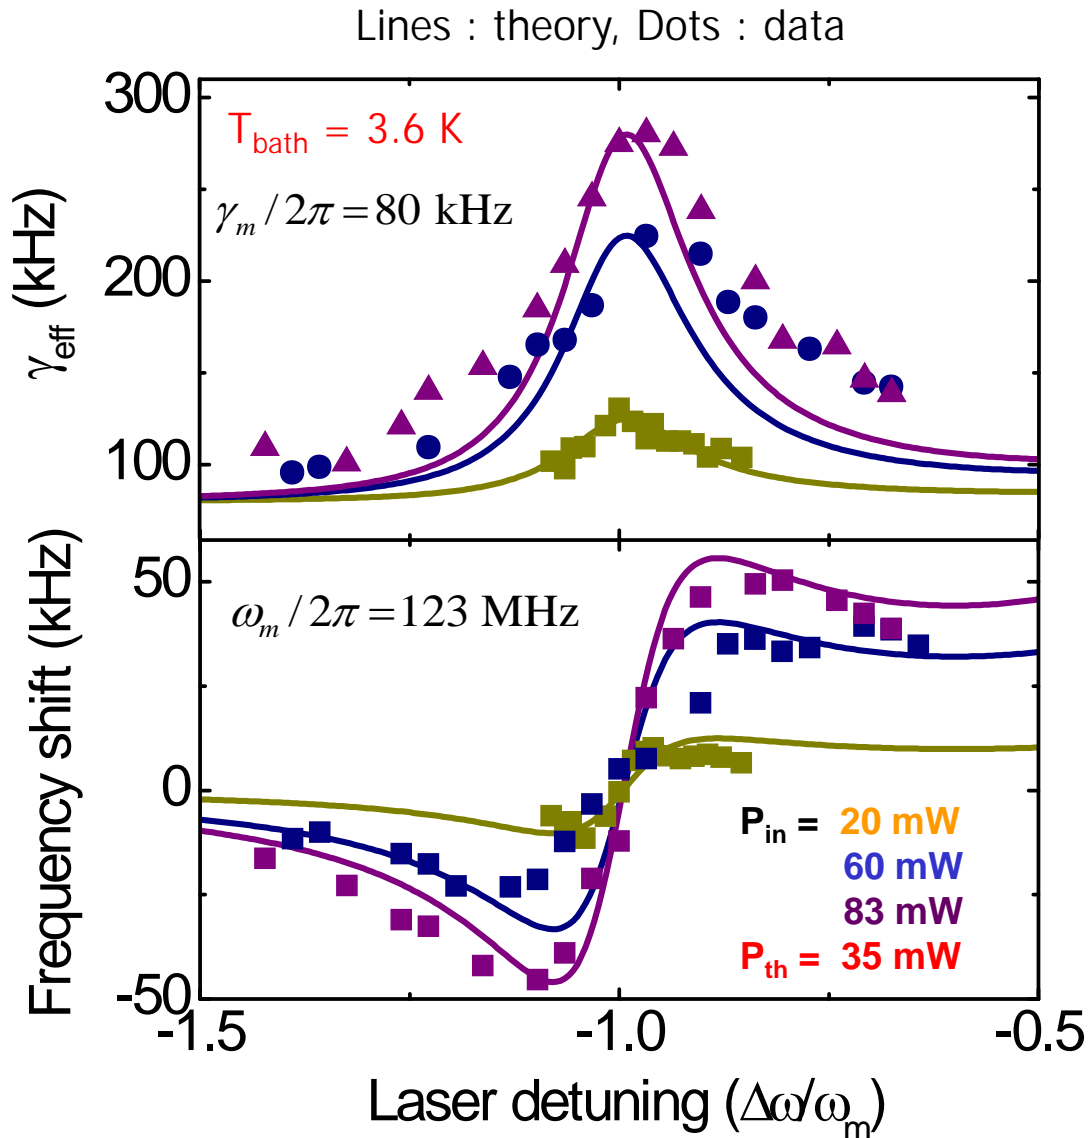 Lines : theory, Dots : data
300
T_bath = 3.6 K
γ_m/2π = 80 kHz
200
γ_eff (kHz)
100
50
ω_m/2π = 123 MHz
Frequency shift (kHz)
0
P_in = 20 mW
60 mW
83 mW
P_th = 35 mW
-50
-1.5 -1.0 -0.5
Laser detuning (Δω/ω_m)